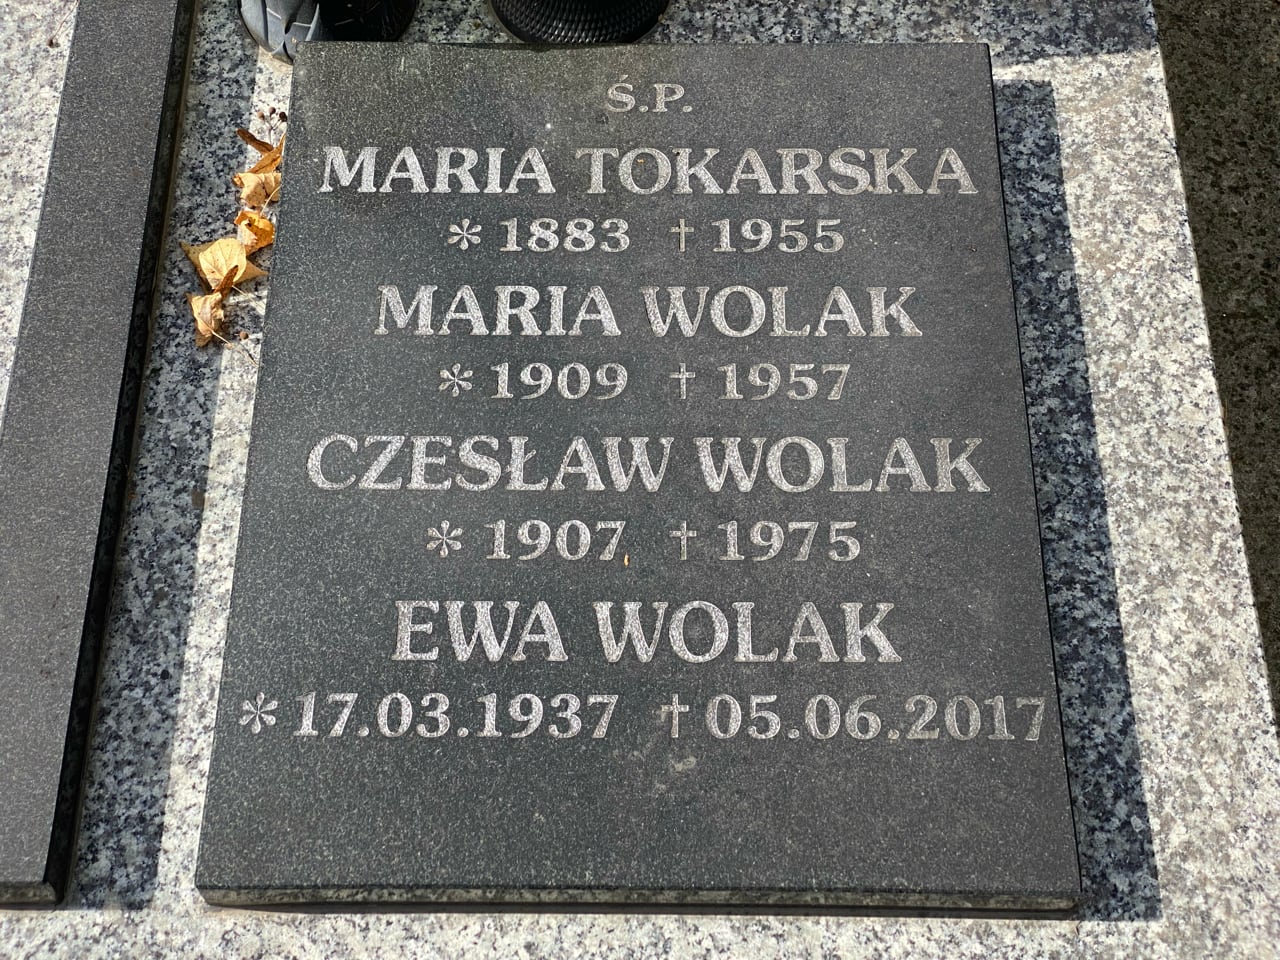 Ś.P.
MARIA TOKARSKA
* 1883 † 1955
MARIA WOLAK
* 1909 † 1957
CZESŁAW WOLAK
* 1907 † 1975
EWA WOLAK
* 17.03.1937 † 05.06.2017